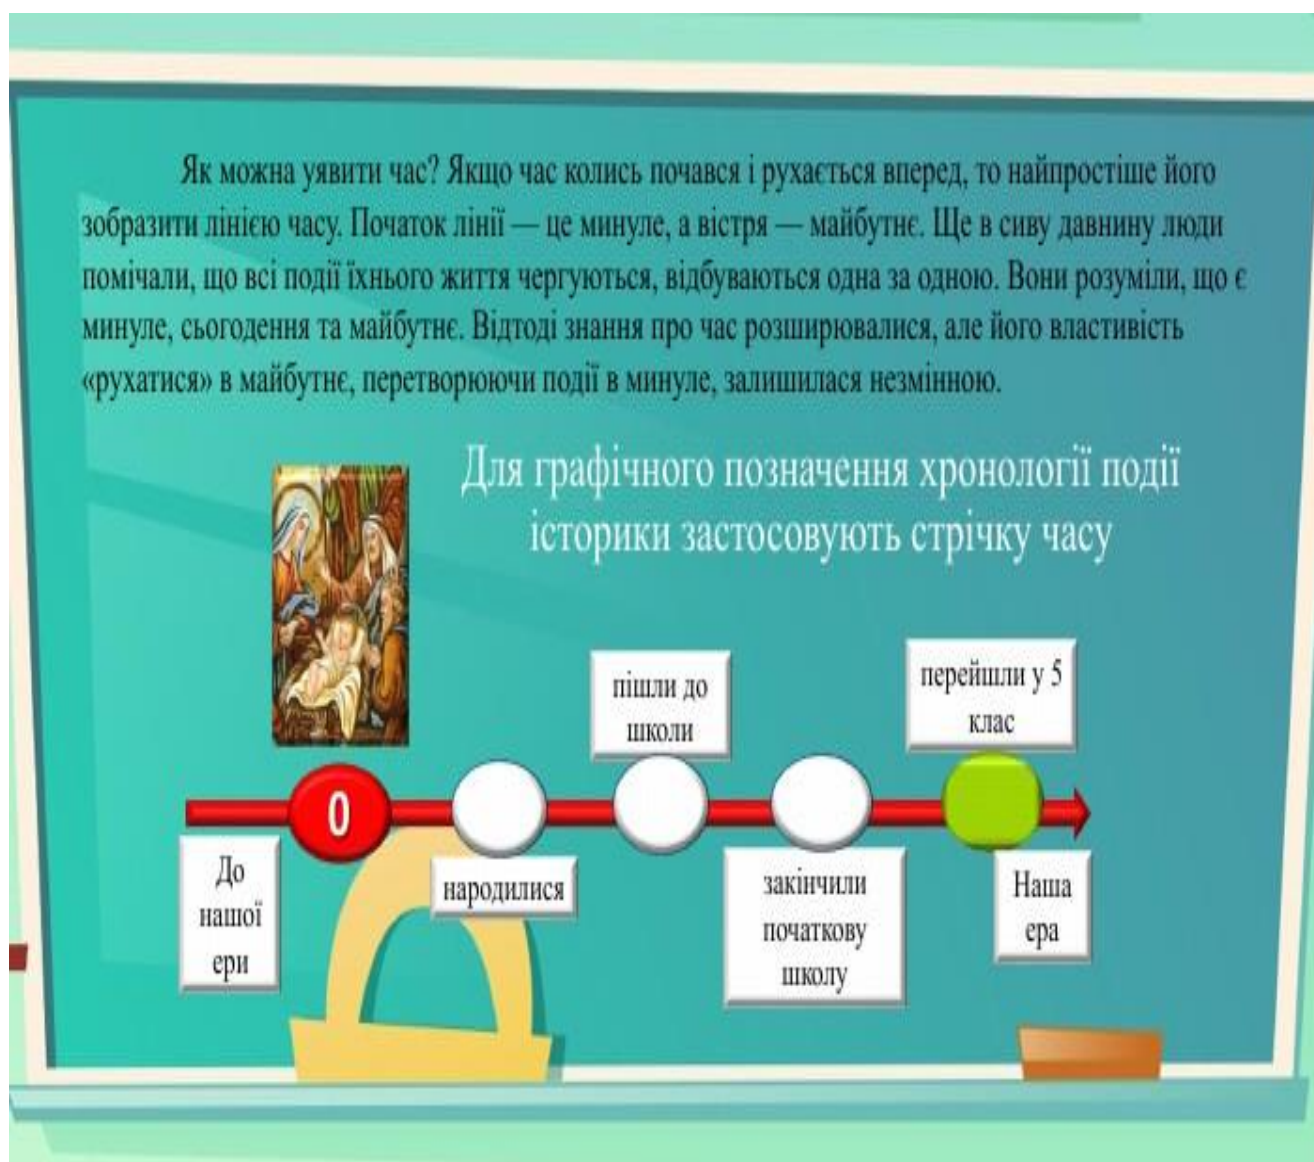 Як можна уявити час? Якщо час колись почався і рухається вперед, то найпростіше його
зобразити лінією часу. Початок лінії — це минуле, а вістря — майбутнє. Ще в сиву давнину люди
помічали, що всі події їхнього життя чергуються, відбуваються одна за одною. Вони розуміли, що є
минуле, сьогодення та майбутнє. Відтоді знання про час розширювалися, але його властивість
«рухатися» в майбутнє, перетворюючи події в минуле, залишилася незмінною.
Для графічного позначення хронології події
історики застосовують стрічку часу
пішли до
школи
перейшли у 5
клас
0
До
нашої
ери
народилися
закінчили
початкову
школу
Наша
ера